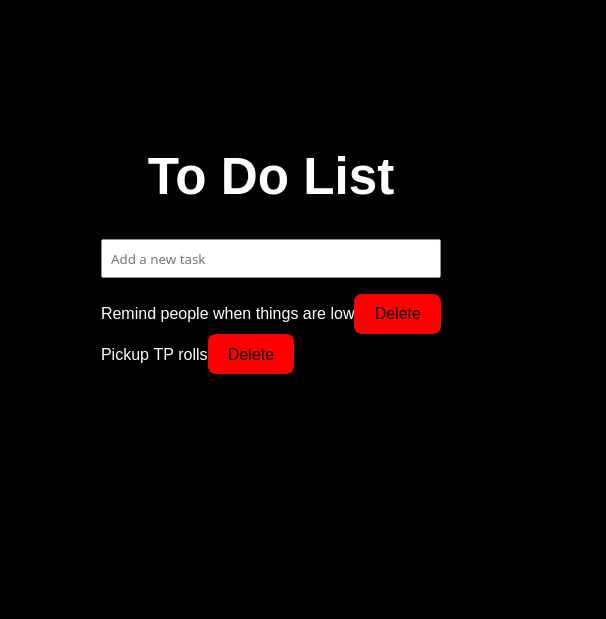 To Do List
Add a new task
Remind people when things are low Delete
Pickup TP rolls Delete